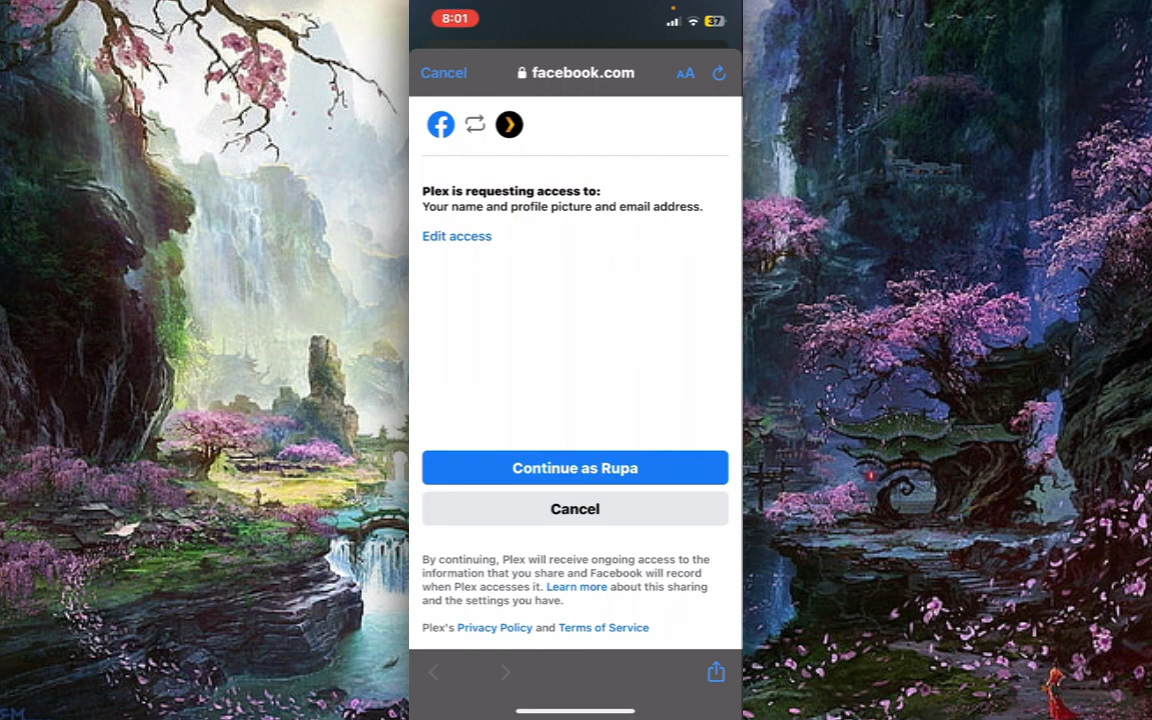 8:01
37
Cancel
facebook.com
AA
Plex is requesting access to:
Your name and profile picture and email address.
Edit access
Continue as Rupa
Cancel
By continuing, Plex will receive ongoing access to the
information that you share and Facebook will record
when Plex accesses it. Learn more about this sharing
and the settings you have.
Plex's Privacy Policy and Terms of Service